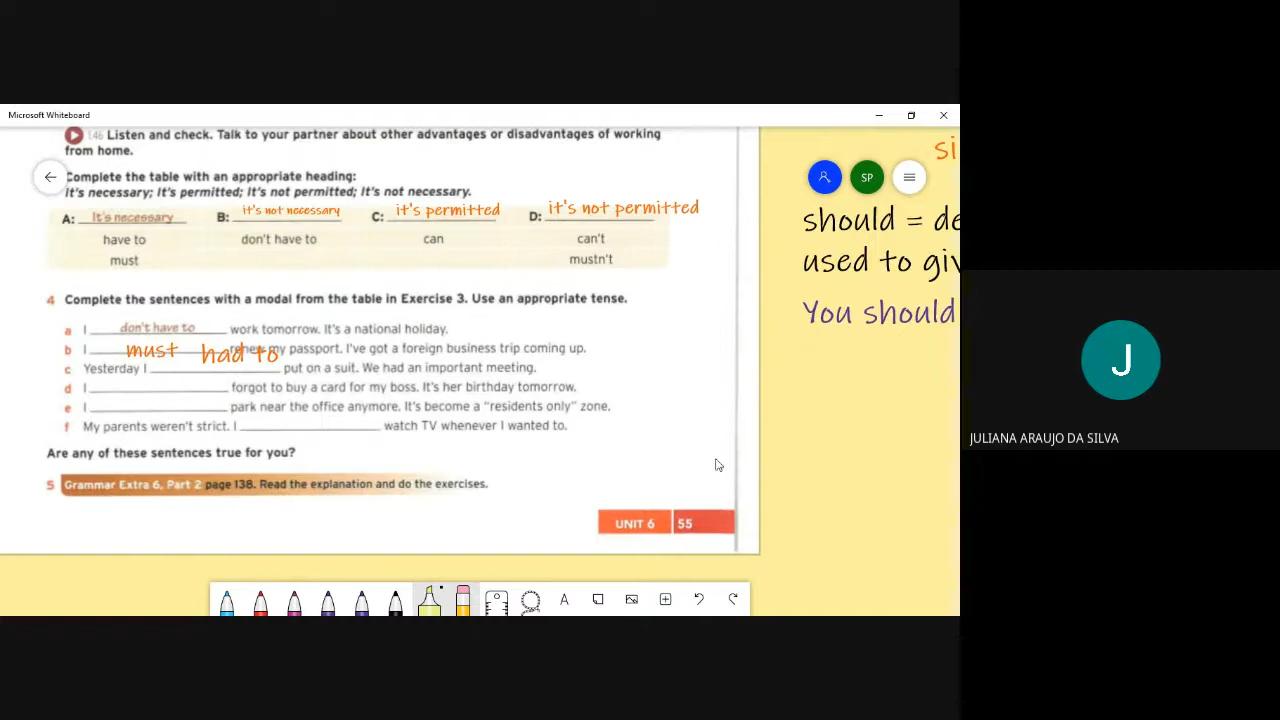 Microsoft Whiteboard
1.46 Listen and check. Talk to your partner about other advantages or disadvantages of working
from home.
Complete the table with an appropriate heading:
It's necessary; It's permitted; It's not permitted; It's not necessary.
A: It's necessary B: it's not necessary C: it's permitted D: it's not permitted
have to don't have to can can't
must mustn't
4 Complete the sentences with a modal from the table in Exercise 3. Use an appropriate tense.
a I don't have to work tomorrow. It's a national holiday.
b I must had to my passport. I've got a foreign business trip coming up.
c Yesterday I put on a suit. We had an important meeting.
d I forgot to buy a card for my boss. It's her birthday tomorrow.
e I park near the office anymore. It's become a "residents only" zone.
f My parents weren't strict. I watch TV whenever I wanted to.
Are any of these sentences true for you?
5 Grammar Extra 6, Part 2 page 138. Read the explanation and do the exercises.
UNIT 6 55
si
SP
should = de
used to giv
You should
A
J
JULIANA ARAUJO DA SILVA